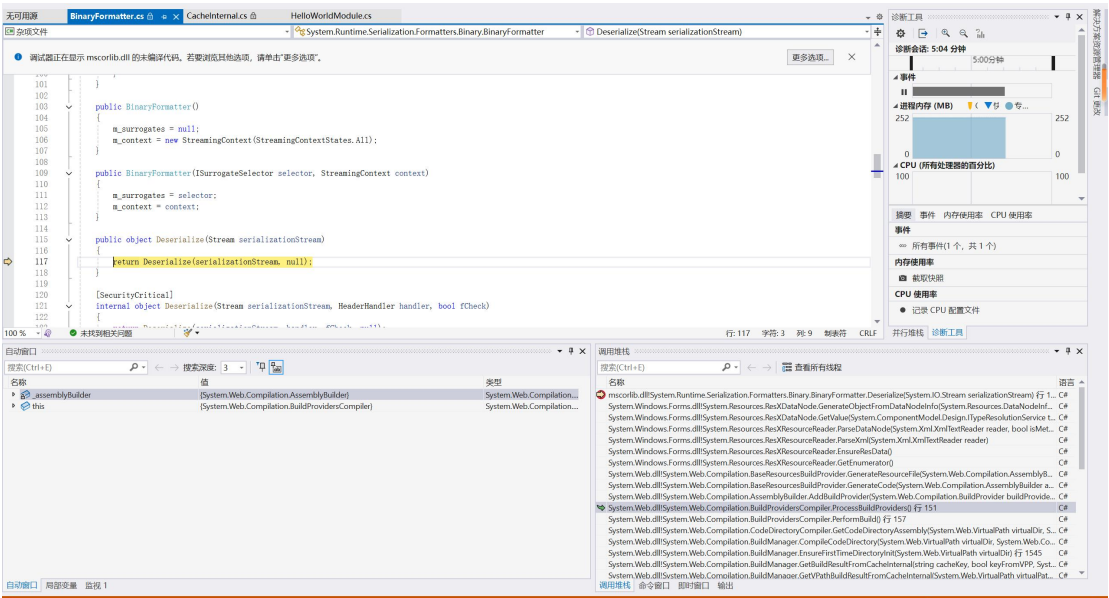 无可用源 BinaryFormatter.cs CacheInternal.cs HelloWorldModule.cs
杂项文件 System.Runtime.Serialization.Formatters.Binary.BinaryFormatter Deserialize(Stream serializationStream)
调试器正在显示 mscorlib.dll 的未编译代码。若要浏览其他选项，请单击"更多选项"。 更多选项...
101 }
102
103 public BinaryFormatter()
104 {
105 m_surrogates = null;
106 m_context = new StreamingContext(StreamingContextStates.All);
107 }
108
109 public BinaryFormatter(ISurrogateSelector selector, StreamingContext context)
110 {
111 m_surrogates = selector;
112 m_context = context;
113 }
114
115 public object Deserialize(Stream serializationStream)
116 {
117 return Deserialize(serializationStream, null);
118 }
119
120 [SecurityCritical]
121 internal object Deserialize(Stream serializationStream, HeaderHandler handler, bool fCheck)
122 {
100 % 未找到相关问题 行: 117 字符: 3 列: 9 制表符 CRLF
诊断工具
诊断会话: 5:04 分钟
5:00分钟
事件
进程内存 (MB) 专...
252 252
0 0
CPU (所有处理器的百分比)
100 100
摘要 事件 内存使用率 CPU 使用率
事件
所有事件(1 个，共 1 个)
内存使用率
截取快照
CPU 使用率
记录 CPU 配置文件
并行堆栈 诊断工具
解决方案资源管理器
Git 更改
自动窗口
搜索(Ctrl+E) 搜索深度: 3
名称 值 类型
_assemblyBuilder {System.Web.Compilation.AssemblyBuilder} System.Web.Compilation....
this {System.Web.Compilation.BuildProvidersCompiler} System.Web.Compilation....
自动窗口 局部变量 监视 1
调用堆栈
搜索(Ctrl+E) 查看所有线程
名称 语言
mscorlib.dll!System.Runtime.Serialization.Formatters.Binary.BinaryFormatter.Deserialize(System.IO.Stream serializationStream) 行 1... C#
System.Windows.Forms.dll!System.Resources.ResXDataNode.GenerateObjectFromDataNodeInfo(System.Resources.DataNodeInf... C#
System.Windows.Forms.dll!System.Resources.ResXDataNode.GetValue(System.ComponentModel.Design.ITypeResolutionService t... C#
System.Windows.Forms.dll!System.Resources.ResXResourceReader.ParseDataNode(System.Xml.XmlTextReader reader, bool isMet... C#
System.Windows.Forms.dll!System.Resources.ResXResourceReader.ParseXml(System.Xml.XmlTextReader reader) C#
System.Windows.Forms.dll!System.Resources.ResXResourceReader.EnsureResData() C#
System.Windows.Forms.dll!System.Resources.ResXResourceReader.GetEnumerator() C#
System.Web.dll!System.Web.Compilation.BaseResourcesBuildProvider.GenerateResourceFile(System.Web.Compilation.AssemblyB... C#
System.Web.dll!System.Web.Compilation.BaseResourcesBuildProvider.GenerateCode(System.Web.Compilation.AssemblyBuilder a... C#
System.Web.dll!System.Web.Compilation.AssemblyBuilder.AddBuildProvider(System.Web.Compilation.BuildProvider buildProvide... C#
System.Web.dll!System.Web.Compilation.BuildProvidersCompiler.ProcessBuildProviders() 行 151 C#
System.Web.dll!System.Web.Compilation.BuildProvidersCompiler.PerformBuild() 行 157 C#
System.Web.dll!System.Web.Compilation.CodeDirectoryCompiler.GetCodeDirectoryAssembly(System.Web.VirtualPath virtualDir, S... C#
System.Web.dll!System.Web.Compilation.BuildManager.CompileCodeDirectory(System.Web.VirtualPath virtualDir, System.Web.Co... C#
System.Web.dll!System.Web.Compilation.BuildManager.EnsureFirstTimeDirectoryInit(System.Web.VirtualPath virtualDir) 行 1545 C#
System.Web.dll!System.Web.Compilation.BuildManager.GetBuildResultFromCacheInternal(string cacheKey, bool keyFromVPP, Syst... C#
System.Web.dll!System.Web.Compilation.BuildManager.GetVPathBuildResultFromCacheInternal(System.Web.VirtualPath virtualPat... C#
调用堆栈 命令窗口 即时窗口 输出